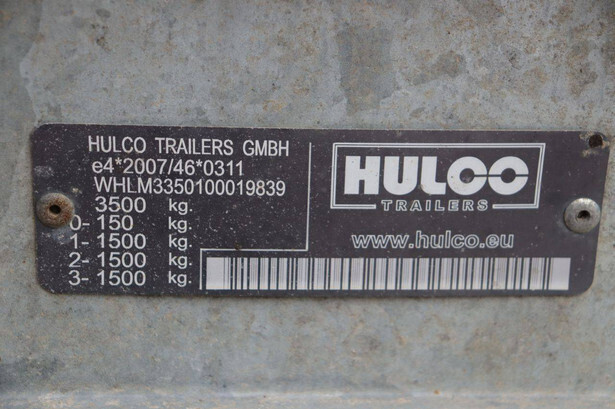 HULCO TRAILERS GMBH
e4*2007/46*0311
WHLM3350100019839
3500 kg.
0- 150 kg.
1- 1500 kg.
2- 1500 kg.
3- 1500 kg.
HULCO
TRAILERS
www.hulco.eu